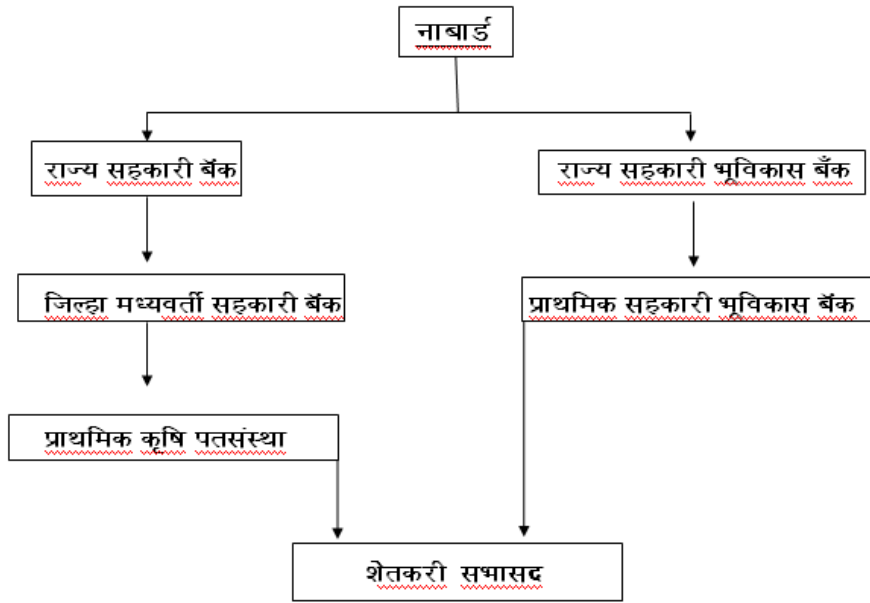 नाबार्ड
राज्य सहकारी बॅक
राज्य सहकारी भूविकास बँक
जिल्हा मध्यवर्ती सहकारी बॅक
प्राथमिक सहकारी भूविकास बॅक
प्राथमिक कृषि पतसंस्था
शेतकरी सभासद